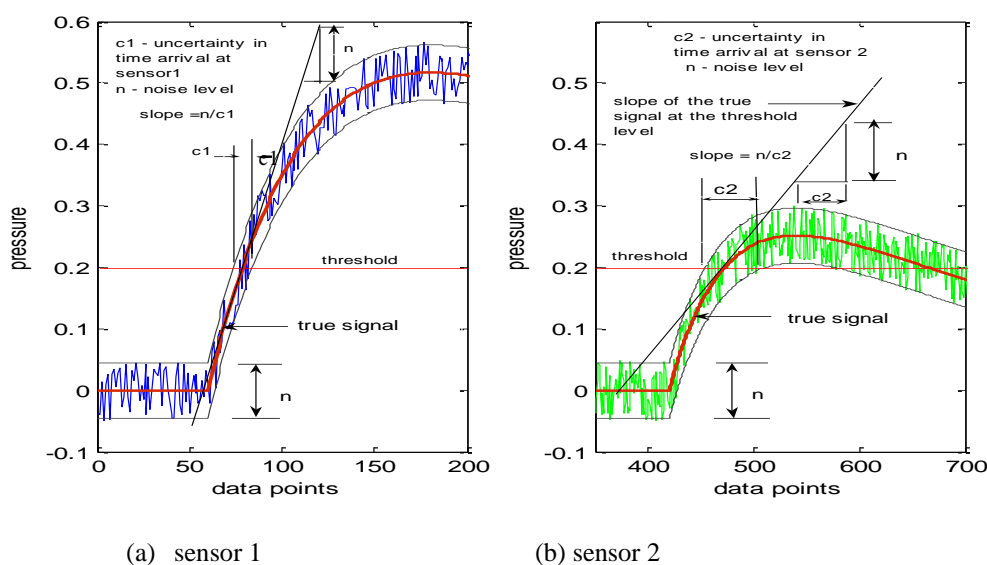 0.6
0.5
0.4
0.3
0.2
0.1
0
-0.1
pressure
c1 - uncertainty in
time arrival at
sensor1
n - noise level
slope =n/c1
n
c1
c1
threshold
true signal
n
0 50 100 150 200
data points
(a) sensor 1
0.6
0.5
0.4
0.3
0.2
0.1
0
-0.1
pressure
c2 - uncertainty in
time arrival at sensor 2
n - noise level
slope of the true
signal at the threshold
level
slope = n/c2
n
c2
c2
threshold
true signal
n
400 500 600 700
data points
(b) sensor 2